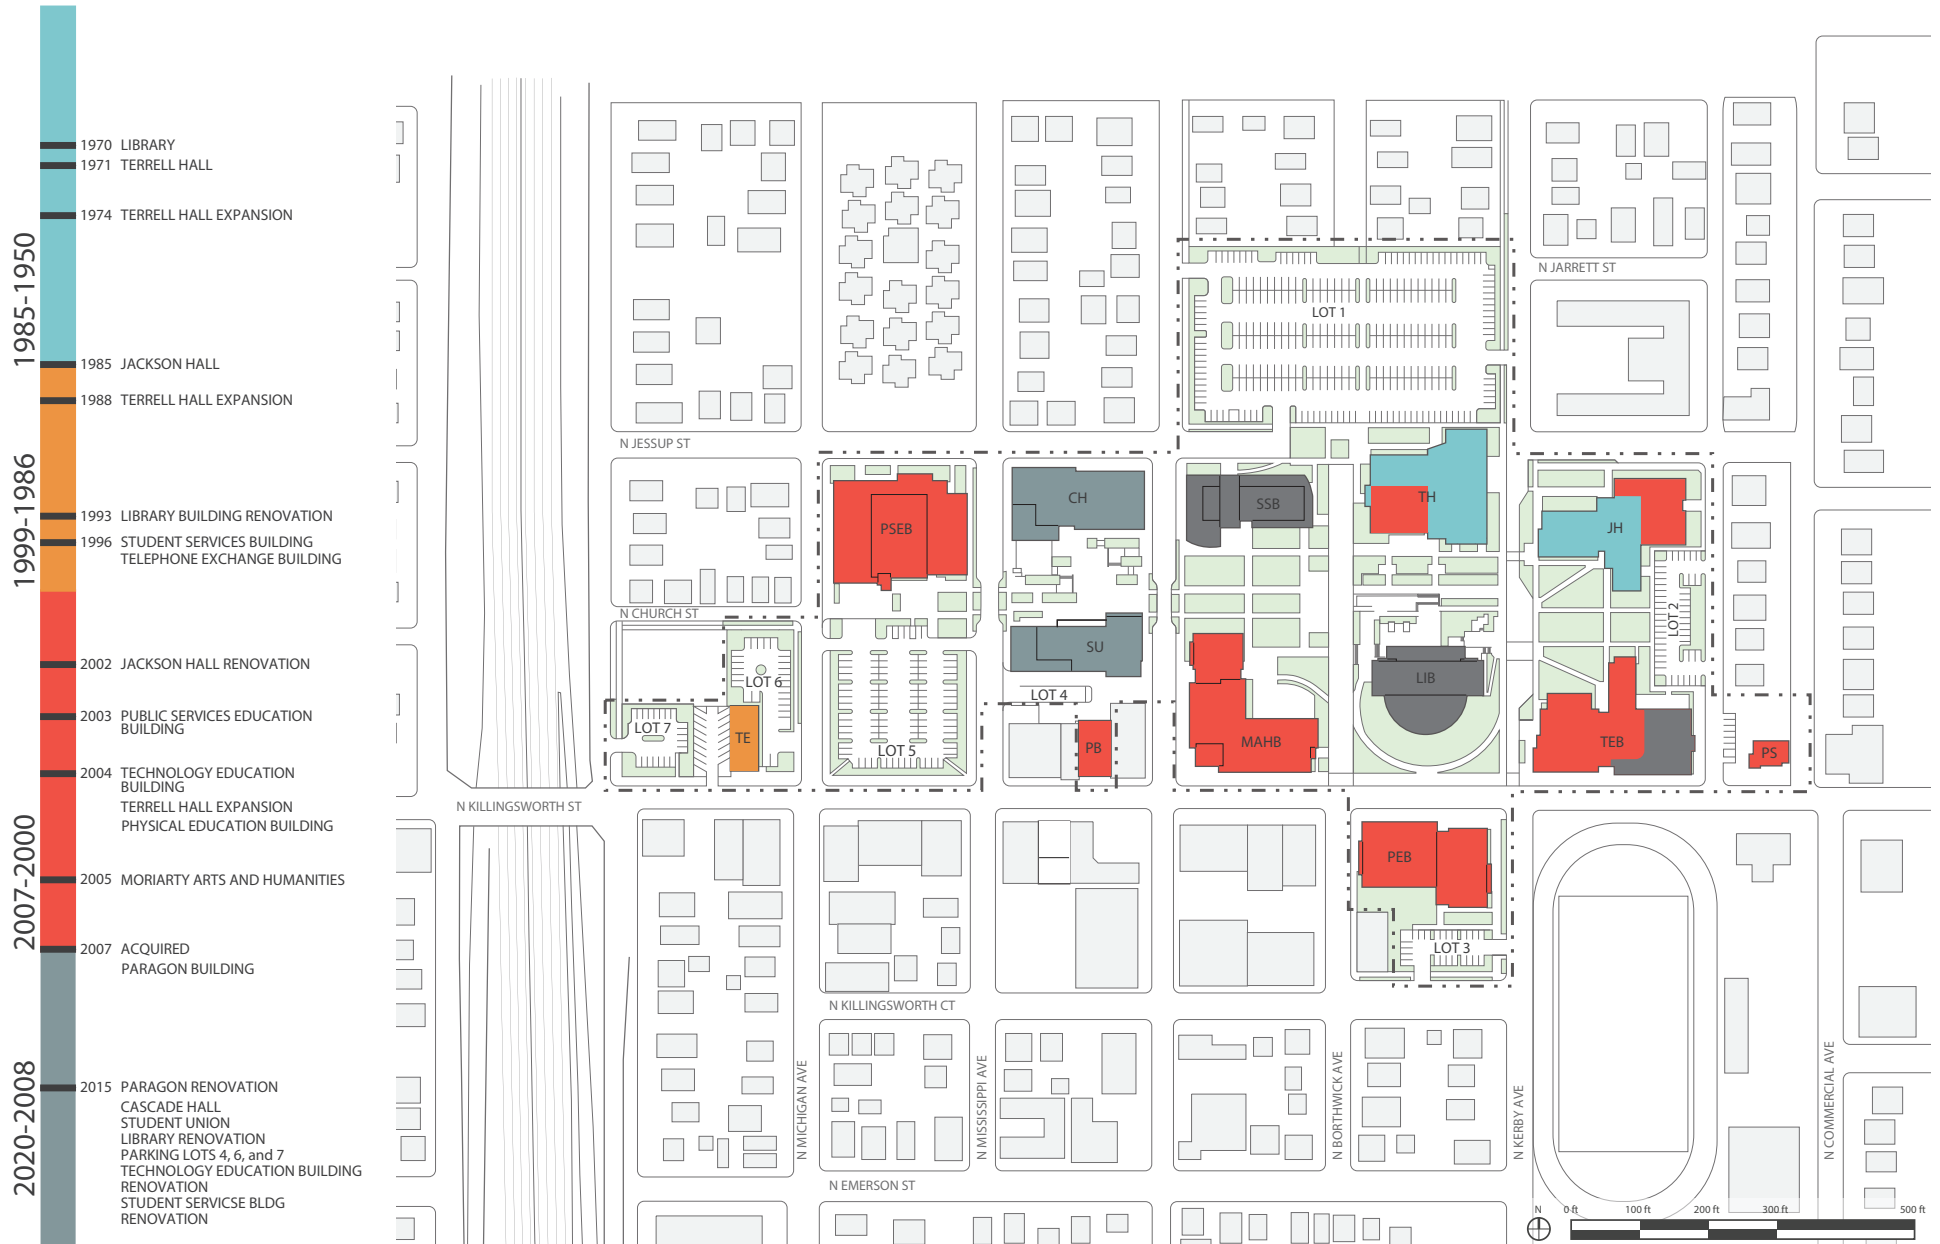 1970 LIBRARY
1971 TERRELL HALL
1974 TERRELL HALL EXPANSION
1985-1950
1985 JACKSON HALL
1988 TERRELL HALL EXPANSION
1999-1986
1993 LIBRARY BUILDING RENOVATION
1996 STUDENT SERVICES BUILDING
TELEPHONE EXCHANGE BUILDING
2002 JACKSON HALL RENOVATION
2003 PUBLIC SERVICES EDUCATION
BUILDING
2004 TECHNOLOGY EDUCATION
BUILDING
TERRELL HALL EXPANSION
PHYSICAL EDUCATION BUILDING
2007-2000
2005 MORIARTY ARTS AND HUMANITIES
2007 ACQUIRED
PARAGON BUILDING
2020-2008
2015 PARAGON RENOVATION
CASCADE HALL
STUDENT UNION
LIBRARY RENOVATION
PARKING LOTS 4, 6, and 7
TECHNOLOGY EDUCATION BUILDING
RENOVATION
STUDENT SERVICSE BLDG
RENOVATION
N JARRETT ST
LOT 1
N JESSUP ST
PSEB
CH
SSB
TH
JH
N CHURCH ST
LOT 2
SU
LOT 6
LOT 4
LIB
LOT 7
TE
LOT 5
PB
MAHB
TEB
PS
N KILLINGSWORTH ST
PEB
LOT 3
N KILLINGSWORTH CT
N MICHIGAN AVE
N MISSISSIPPI AVE
N BORTHWICK AVE
N KERBY AVE
N COMMERCIAL AVE
N EMERSON ST
N
0 ft
100 ft
200 ft
300 ft
500 ft